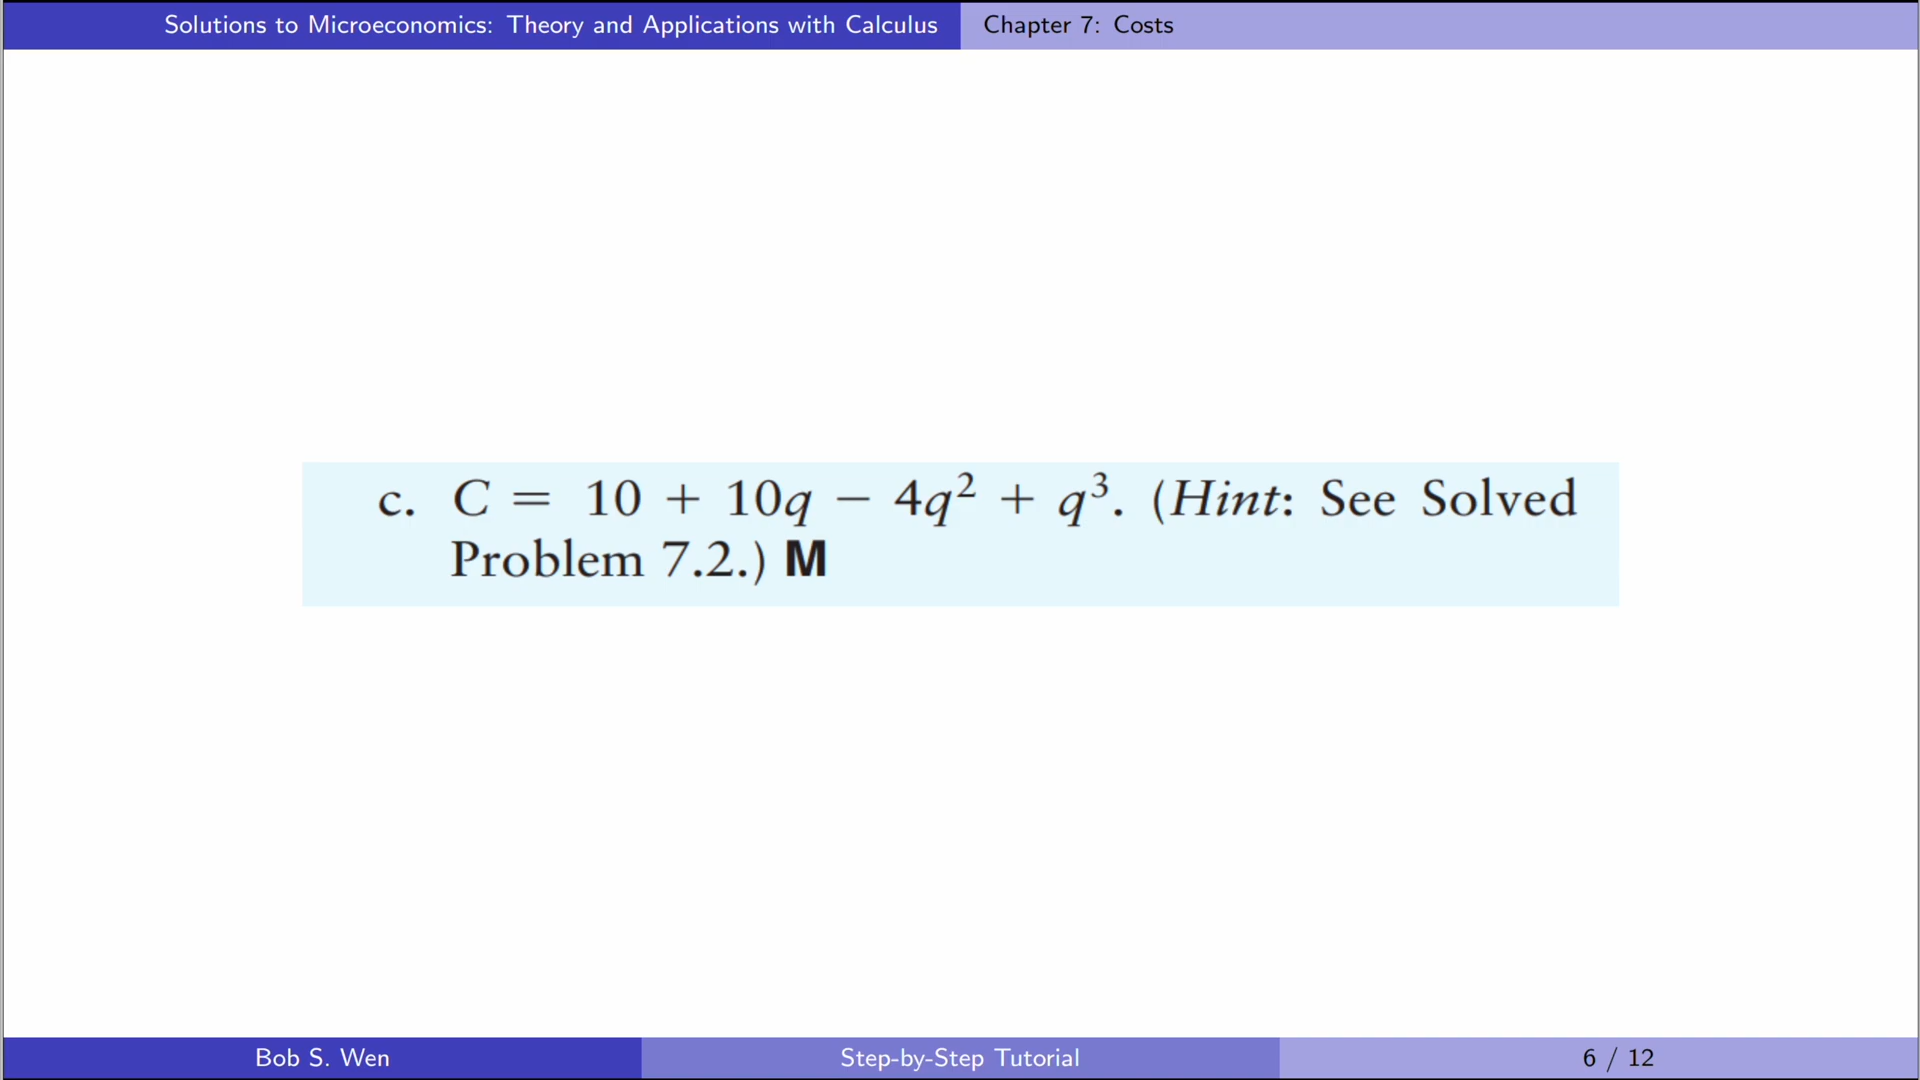 Solutions to Microeconomics: Theory and Applications with Calculus
Chapter 7: Costs
c. C = 10 + 10q − 4q² + q³. (Hint: See Solved
Problem 7.2.) M
Bob S. Wen
Step-by-Step Tutorial
6 / 12